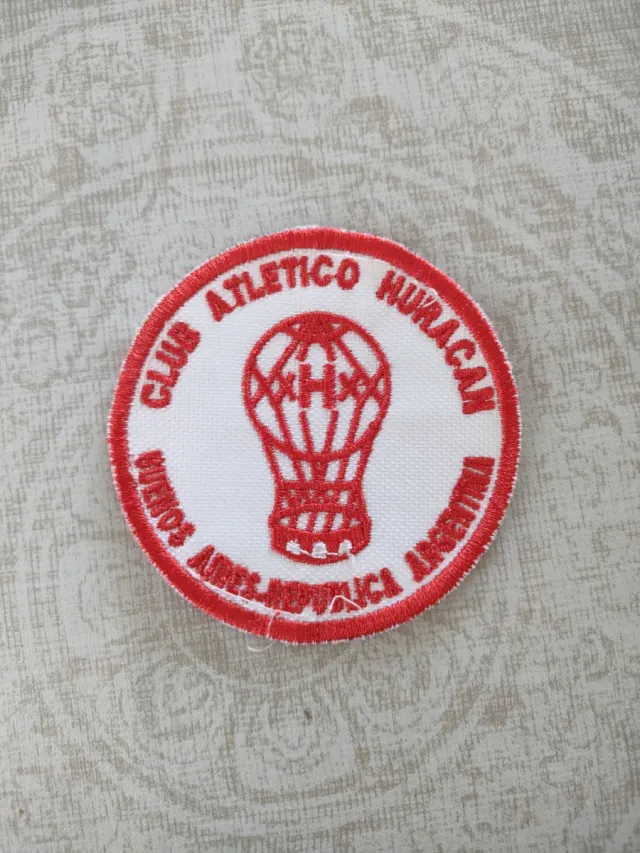 CLUB ATLETICO HURACAN
H
BUENOS AIRES-REPUBLICA ARGENTINA